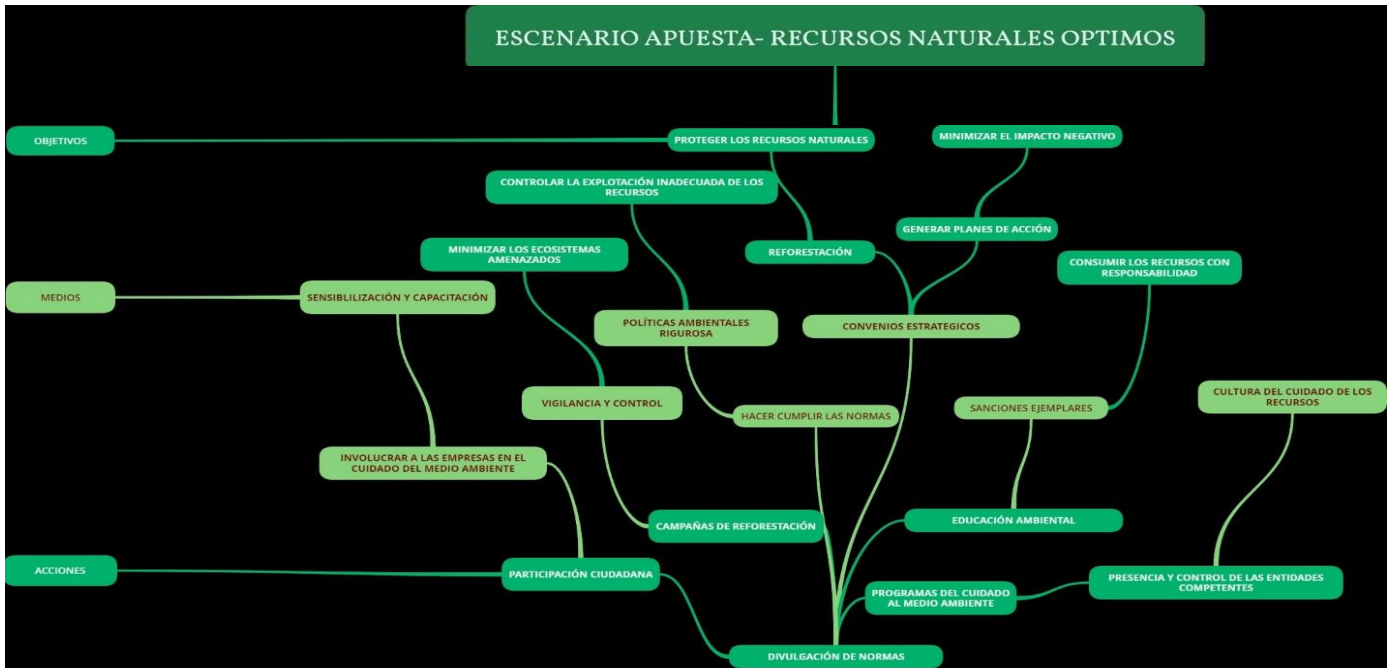 ESCENARIO APUESTA- RECURSOS NATURALES OPTIMOS
OBJETIVOS
PROTEGER LOS RECURSOS NATURALES
MINIMIZAR EL IMPACTO NEGATIVO
CONTROLAR LA EXPLOTACIÓN INADECUADA DE LOS
RECURSOS
GENERAR PLANES DE ACCIÓN
MINIMIZAR LOS ECOSISTEMAS
AMENAZADOS
REFORESTACIÓN
CONSUMIR LOS RECURSOS CON
RESPONSABILIDAD
MEDIOS
SENSIBLILIZACIÓN Y CAPACITACIÓN
POLÍTICAS AMBIENTALES
RIGUROSA
CONVENIOS ESTRATEGICOS
VIGILANCIA Y CONTROL
HACER CUMPLIR LAS NORMAS
SANCIONES EJEMPLARES
CULTURA DEL CUIDADO DE LOS
RECURSOS
INVOLUCRAR A LAS EMPRESAS EN EL
CUIDADO DEL MEDIO AMBIENTE
CAMPAÑAS DE REFORESTACIÓN
EDUCACIÓN AMBIENTAL
ACCIONES
PARTICIPACIÓN CIUDADANA
PROGRAMAS DEL CUIDADO
AL MEDIO AMBIENTE
PRESENCIA Y CONTROL DE LAS ENTIDADES
COMPETENTES
DIVULGACIÓN DE NORMAS